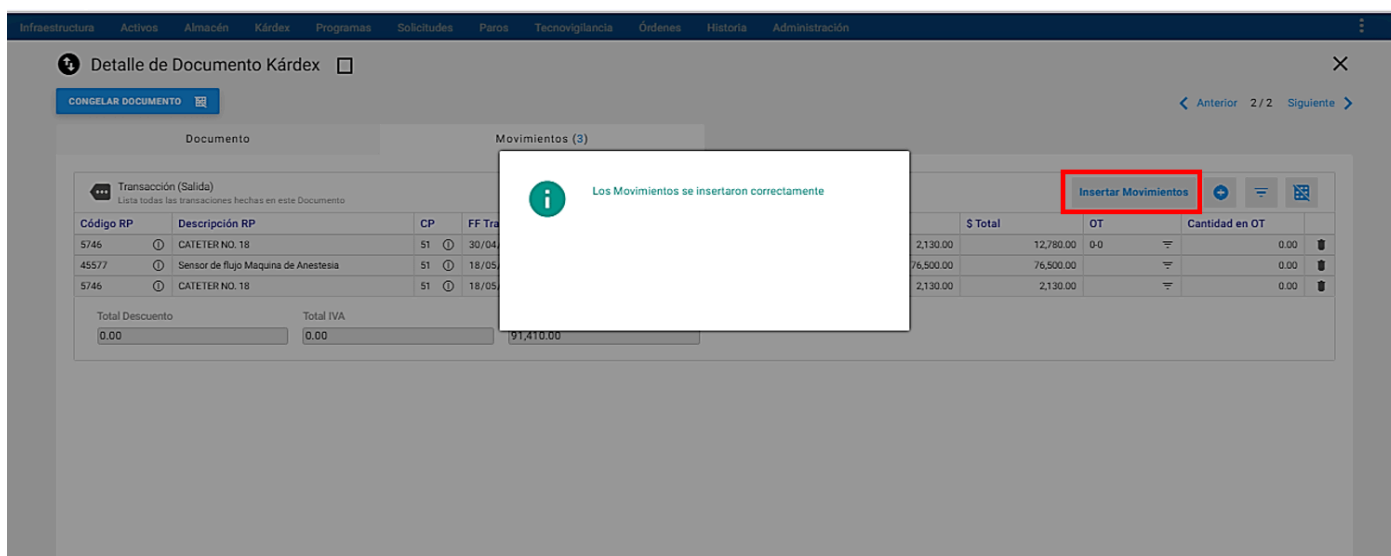 Infraestructura Activos Almacén Kárdex Programas Solicitudes Paros Tecnovigilancia Órdenes Historia Administración
Detalle de Documento Kárdex
CONGELAR DOCUMENTO
Anterior 2 / 2 Siguiente
Documento Movimientos (3)
Los Movimientos se insertaron correctamente
Transacción (Salida)
Lista todas las transaciones hechas en este Documento
Insertar Movimientos
Código RP Descripción RP CP FF Tra $ Total OT Cantidad en OT
5746 CATETER NO. 18 51 30/04 2,130.00 12,780.00 0-0 0.00
45577 Sensor de flujo Maquina de Anestesia 51 18/05 76,500.00 76,500.00 0.00
5746 CATETER NO. 18 51 18/05 2,130.00 2,130.00 0.00
Total Descuento Total IVA
0.00 0.00 91,410.00